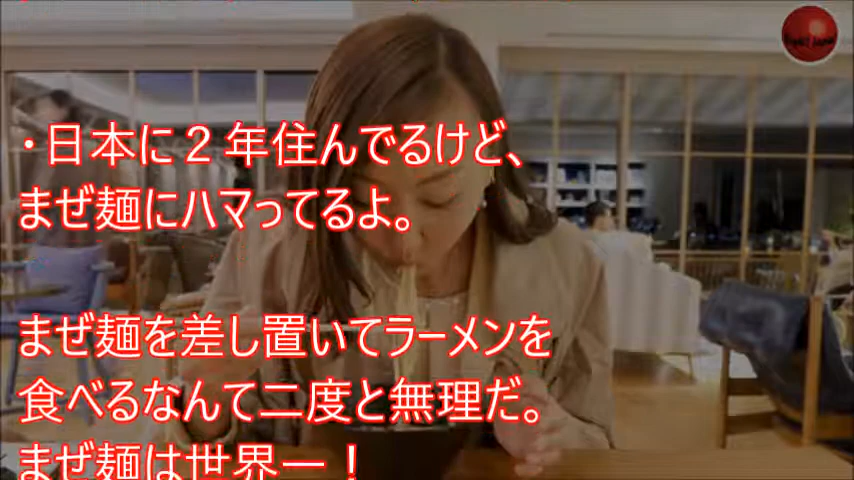 ・日本に２年住んでるけど、
まぜ麺にハマってるよ。
まぜ麺を差し置いてラーメンを
食べるなんて二度と無理だ。
まぜ麺は世界一！